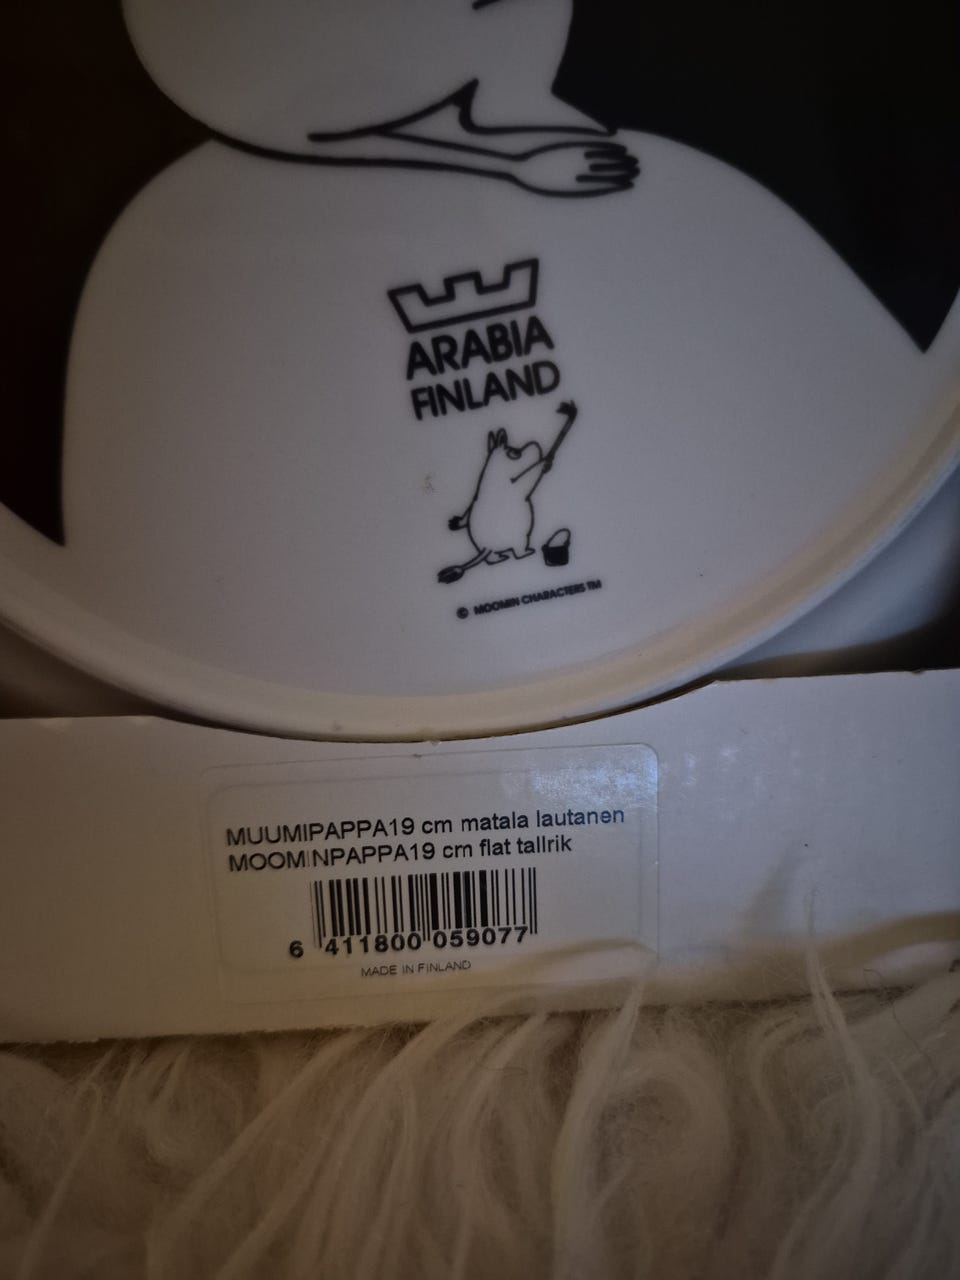 ARABIA
FINLAND
© MOOMIN CHARACTERS TM
MUUMIPAPPA19 cm matala lautanen
MOOMINPAPPA19 cm flat tallrik
6 411800 059077
MADE IN FINLAND